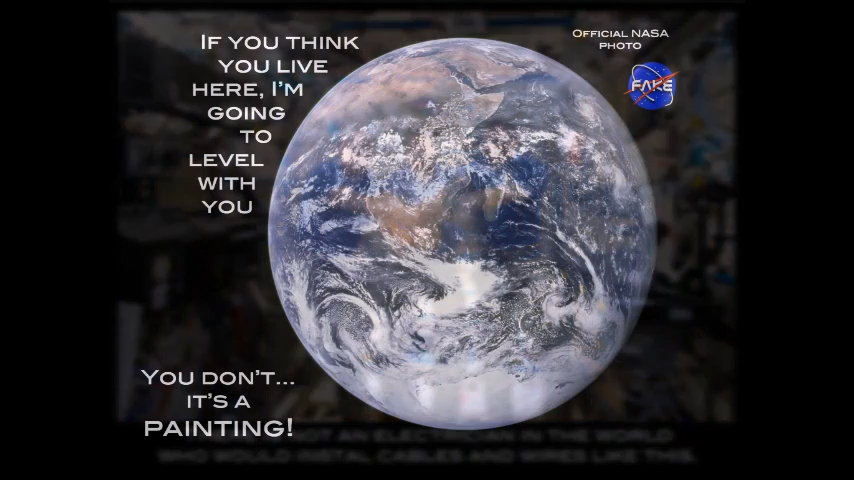 If you think
you live
here, I'm
going
to
level
with
you
Official NASA
photo
FAKE
You don't...
it's a
painting!
NOT AN ELECTRICIAN IN THE WORLD
WHO WOULD INSTAL CABLES AND WIRES LIKE THIS.